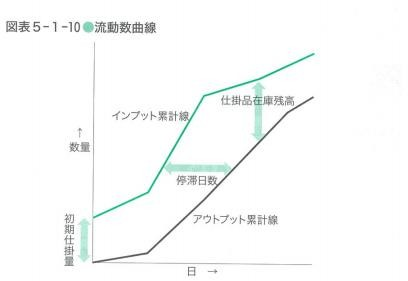 図表5-1-10●流動数曲線
インプット累計線
仕掛品在庫残高
↑
数量
停滞日数
アウトプット累計線
初期仕掛量
日 →